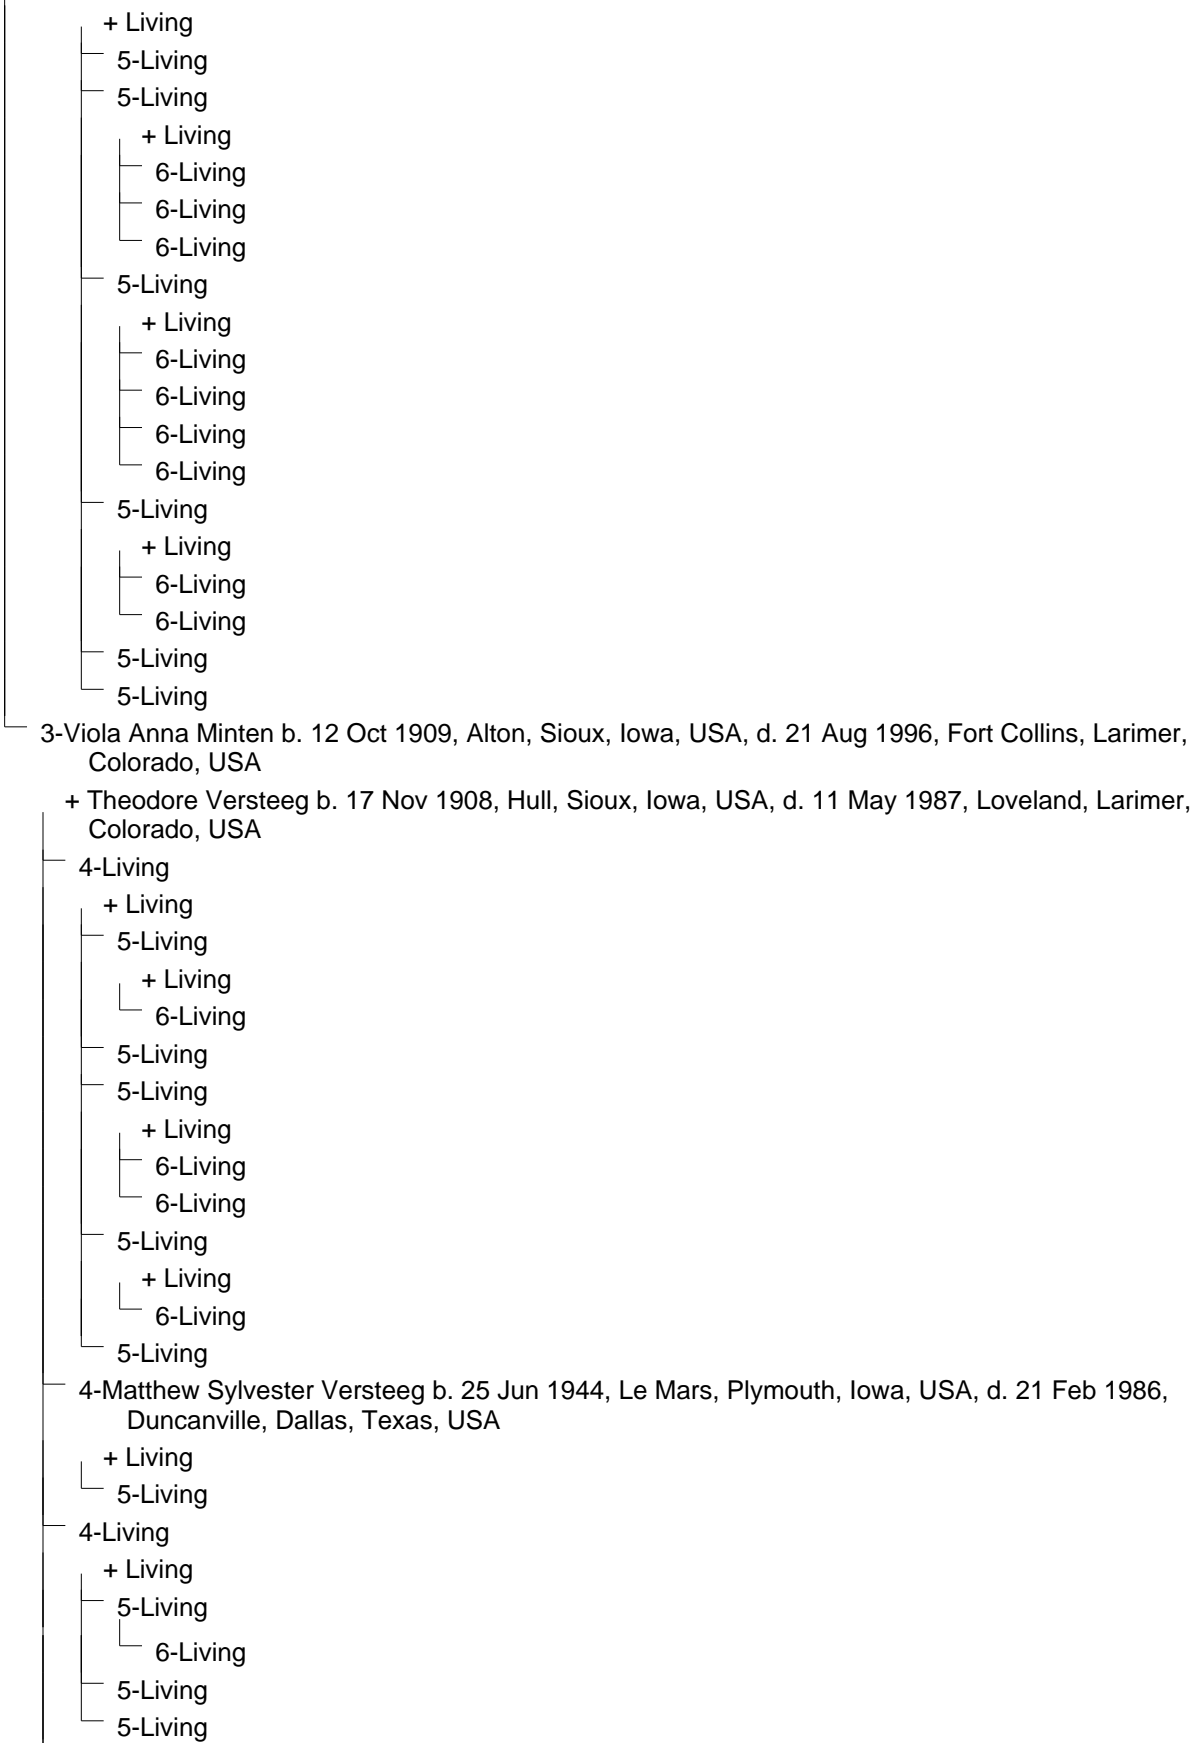 + Living
5-Living
5-Living
+ Living
6-Living
6-Living
6-Living
5-Living
+ Living
6-Living
6-Living
6-Living
6-Living
5-Living
+ Living
6-Living
6-Living
5-Living
5-Living
3-Viola Anna Minten b. 12 Oct 1909, Alton, Sioux, Iowa, USA, d. 21 Aug 1996, Fort Collins, Larimer,
Colorado, USA
+ Theodore Versteeg b. 17 Nov 1908, Hull, Sioux, Iowa, USA, d. 11 May 1987, Loveland, Larimer,
Colorado, USA
4-Living
+ Living
5-Living
+ Living
6-Living
5-Living
5-Living
+ Living
6-Living
6-Living
5-Living
+ Living
6-Living
5-Living
4-Matthew Sylvester Versteeg b. 25 Jun 1944, Le Mars, Plymouth, Iowa, USA, d. 21 Feb 1986,
Duncanville, Dallas, Texas, USA
+ Living
5-Living
4-Living
+ Living
5-Living
6-Living
5-Living
5-Living